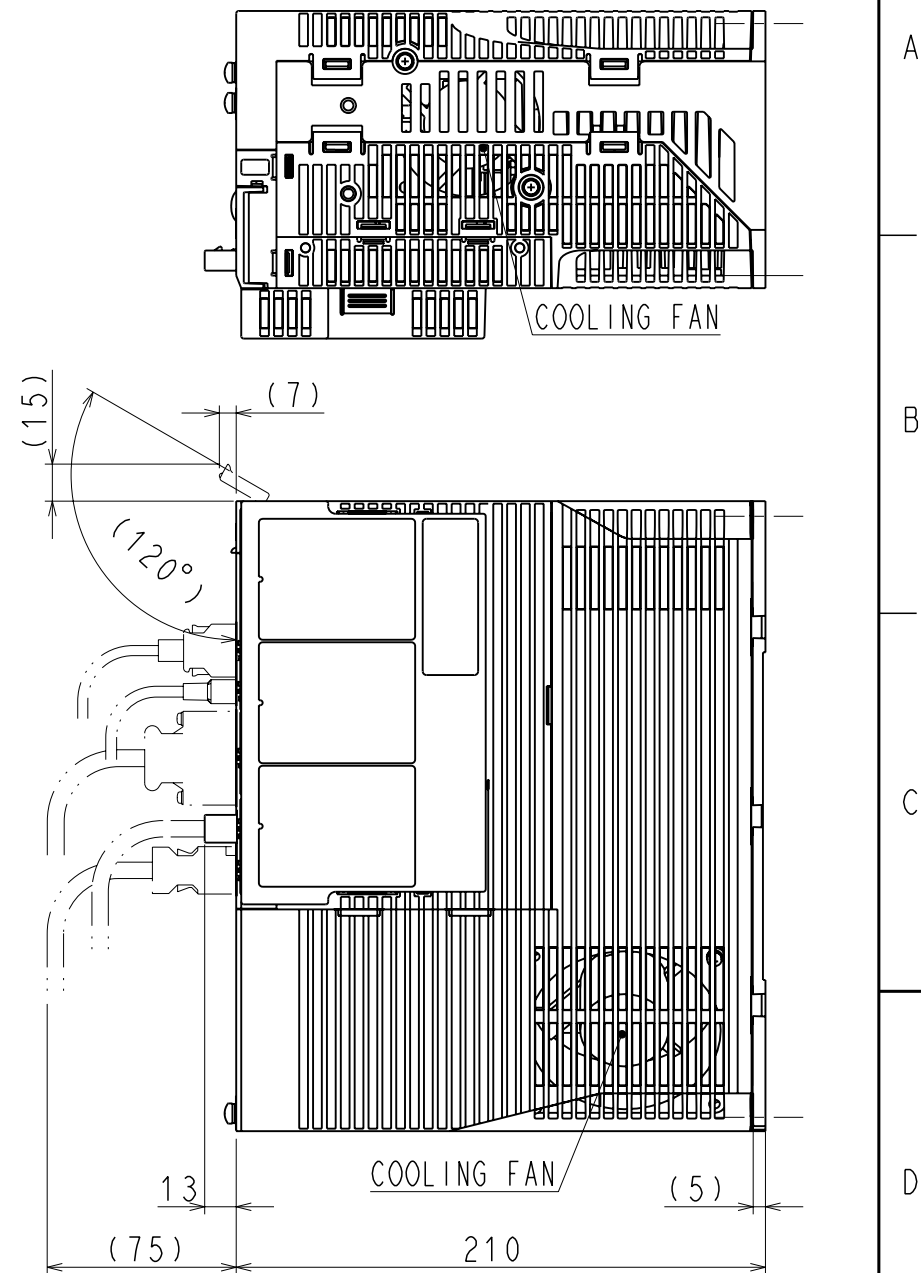 A
COOLING FAN
B
(15)
(7)
(120°)
C
COOLING FAN
13
(5)
D
(75)
210